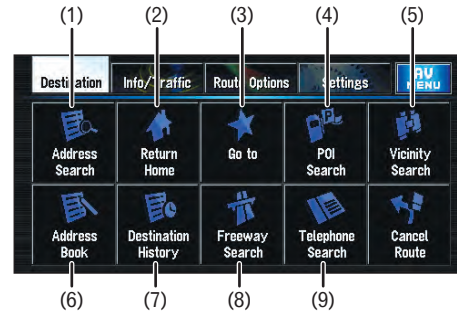 (1) (2) (3) (4) (5)
Destination Info/Traffic Route Options Settings AV
MENU
Address
Search
Return
Home
Go to
POI
Search
Vicinity
Search
Address
Book
Destination
History
Freeway
Search
Telephone
Search
Cancel
Route
(6) (7) (8) (9)